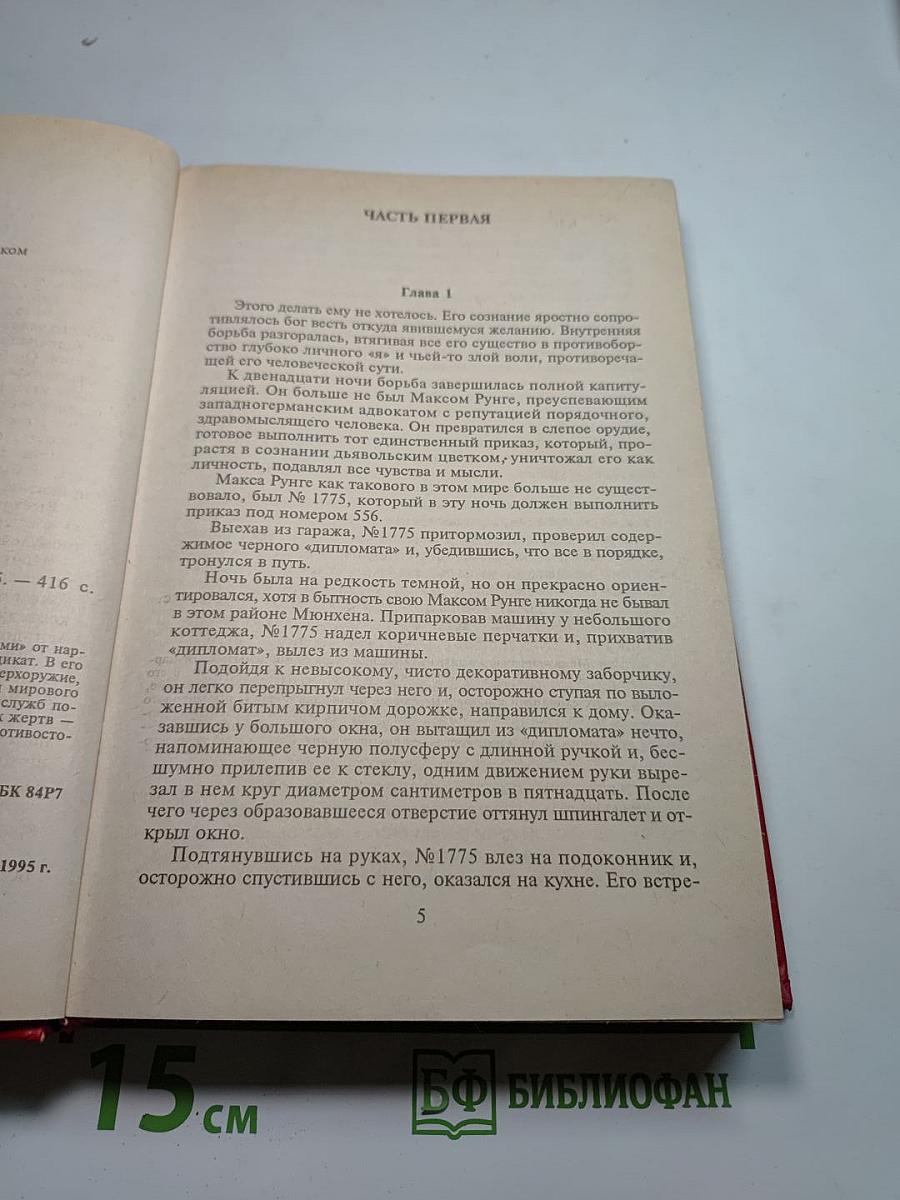 ком
5. — 416 с.
ми» от нар-
дикат. В его
ерхоружие,
и мирового
служб по-
х жертв —
отивосто-
БК 84Р7
1995 г.
ЧАСТЬ ПЕРВАЯ
Глава 1
Этого делать ему не хотелось. Его сознание яростно сопро-
тивлялось бог весть откуда явившемуся желанию. Внутренняя
борьба разгоралась, втягивая все его существо в противобор-
ство глубоко личного «я» и чьей-то злой воли, противореча-
щей его человеческой сути.
К двенадцати ночи борьба завершилась полной капиту-
ляцией. Он больше не был Максом Рунге, преуспевающим
западногерманским адвокатом с репутацией порядочного,
здравомыслящего человека. Он превратился в слепое орудие,
готовое выполнить тот единственный приказ, который, про-
растя в сознании дьявольским цветком, уничтожал его как
личность, подавлял все чувства и мысли.
Макса Рунге как такового в этом мире больше не сущест-
вовало, был № 1775, который в эту ночь должен выполнить
приказ под номером 556.
Выехав из гаража, №1775 притормозил, проверил содер-
жимое черного «дипломата» и, убедившись, что все в порядке,
тронулся в путь.
Ночь была на редкость темной, но он прекрасно ориен-
тировался, хотя в бытность свою Максом Рунге никогда не бывал
в этом районе Мюнхена. Припарковав машину у небольшого
коттеджа, №1775 надел коричневые перчатки и, прихватив
«дипломат», вылез из машины.
Подойдя к невысокому, чисто декоративному заборчику,
он легко перепрыгнул через него и, осторожно ступая по выло-
женной битым кирпичом дорожке, направился к дому. Ока-
завшись у большого окна, он вытащил из «дипломата» нечто,
напоминающее черную полусферу с длинной ручкой и, бес-
шумно прилепив ее к стеклу, одним движением руки выре-
зал в нем круг диаметром сантиметров в пятнадцать. После
чего через образовавшееся отверстие оттянул шпингалет и от-
крыл окно.
Подтянувшись на руках, №1775 влез на подоконник и,
осторожно спустившись с него, оказался на кухне. Его встре-
5
15 см
БФ БИБЛИОФАН